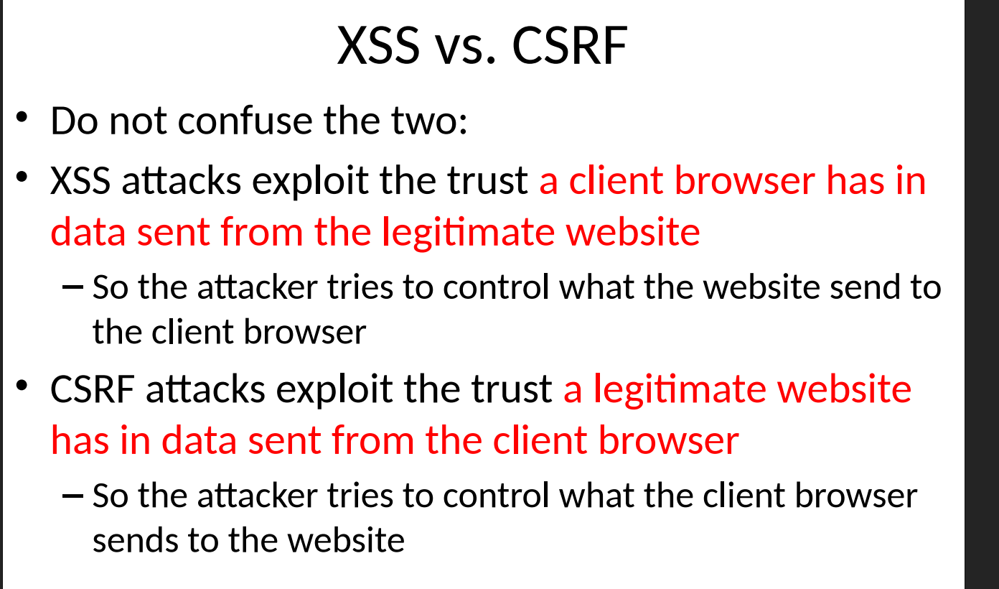 XSS vs. CSRF
• Do not confuse the two:
• XSS attacks exploit the trust a client browser has in
data sent from the legitimate website
– So the attacker tries to control what the website send to
the client browser
• CSRF attacks exploit the trust a legitimate website
has in data sent from the client browser
– So the attacker tries to control what the client browser
sends to the website